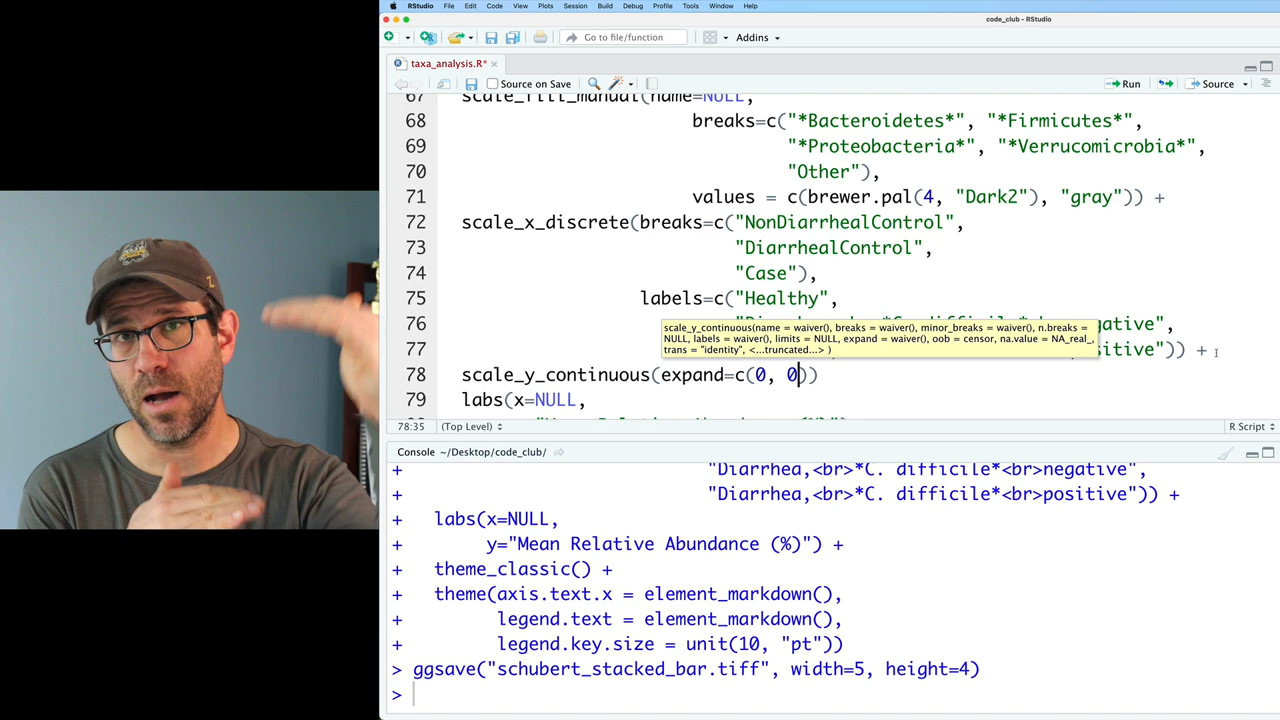 RStudio File Edit Code View Plots Session Build Debug Profile Tools Window Help
code_club - RStudio
Go to file/function Addins
taxa_analysis.R*
Source on Save Run Source
67 scale_fill_manual(name=NULL,
68 breaks=c("*Bacteroidetes*", "*Firmicutes*",
69 "*Proteobacteria*", "*Verrucomicrobia*",
70 "Other"),
71 values = c(brewer.pal(4, "Dark2"), "gray")) +
72 scale_x_discrete(breaks=c("NonDiarrhealControl",
73 "DiarrhealControl",
74 "Case"),
75 labels=c("Healthy",
76 negative",
77 sitive")) +
scale_y_continuous(name = waiver(), breaks = waiver(), minor_breaks = waiver(), n.breaks =
NULL, labels = waiver(), limits = NULL, expand = waiver(), oob = censor, na.value = NA_real_,
trans = "identity", <...truncated...> )
78 scale_y_continuous(expand=c(0, 0))
79 labs(x=NULL,
78:35 (Top Level) R Script
Console ~/Desktop/code_club/
+ "Diarrhea,<br>*C. difficile*<br>negative",
+ "Diarrhea,<br>*C. difficile*<br>positive")) +
+ labs(x=NULL,
+ y="Mean Relative Abundance (%)") +
+ theme_classic() +
+ theme(axis.text.x = element_markdown(),
+ legend.text = element_markdown(),
+ legend.key.size = unit(10, "pt"))
> ggsave("schubert_stacked_bar.tiff", width=5, height=4)
>
Z